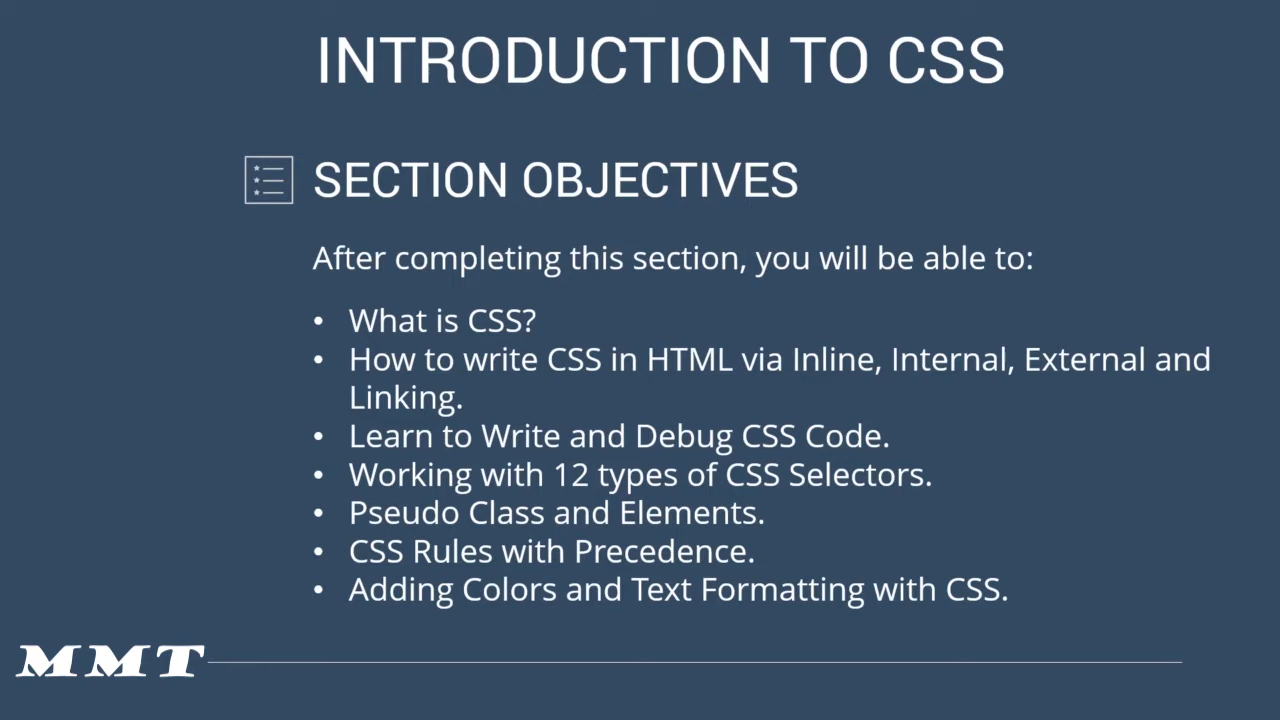 INTRODUCTION TO CSS
SECTION OBJECTIVES
After completing this section, you will be able to:
• What is CSS?
• How to write CSS in HTML via Inline, Internal, External and
Linking.
• Learn to Write and Debug CSS Code.
• Working with 12 types of CSS Selectors.
• Pseudo Class and Elements.
• CSS Rules with Precedence.
• Adding Colors and Text Formatting with CSS.
MMT